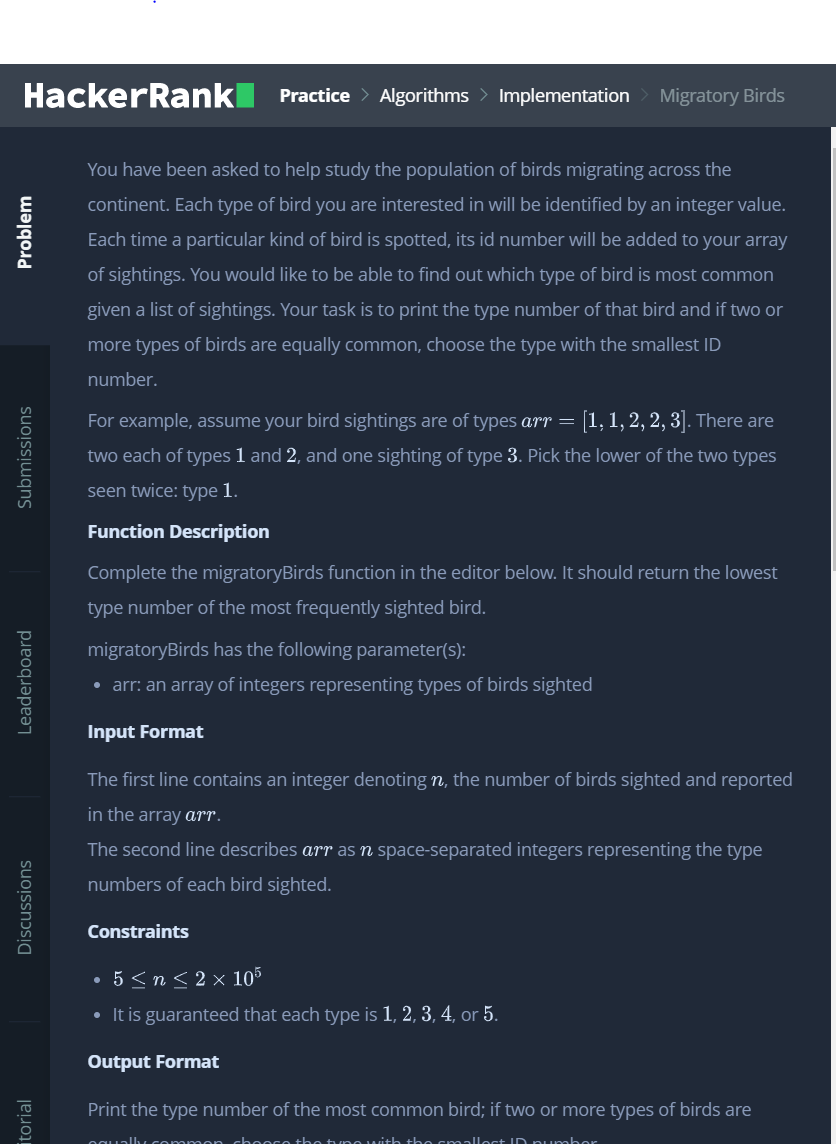 HackerRank Practice > Algorithms > Implementation > Migratory Birds
Problem
Submissions
Leaderboard
Discussions
itorial
You have been asked to help study the population of birds migrating across the
continent. Each type of bird you are interested in will be identified by an integer value.
Each time a particular kind of bird is spotted, its id number will be added to your array
of sightings. You would like to be able to find out which type of bird is most common
given a list of sightings. Your task is to print the type number of that bird and if two or
more types of birds are equally common, choose the type with the smallest ID
number.
For example, assume your bird sightings are of types arr = [1, 1, 2, 2, 3]. There are
two each of types 1 and 2, and one sighting of type 3. Pick the lower of the two types
seen twice: type 1.
Function Description
Complete the migratoryBirds function in the editor below. It should return the lowest
type number of the most frequently sighted bird.
migratoryBirds has the following parameter(s):
• arr: an array of integers representing types of birds sighted
Input Format
The first line contains an integer denoting n, the number of birds sighted and reported
in the array arr.
The second line describes arr as n space-separated integers representing the type
numbers of each bird sighted.
Constraints
• 5 ≤ n ≤ 2 × 10⁵
• It is guaranteed that each type is 1, 2, 3, 4, or 5.
Output Format
Print the type number of the most common bird; if two or more types of birds are
equally common, choose the type with the smallest ID number.